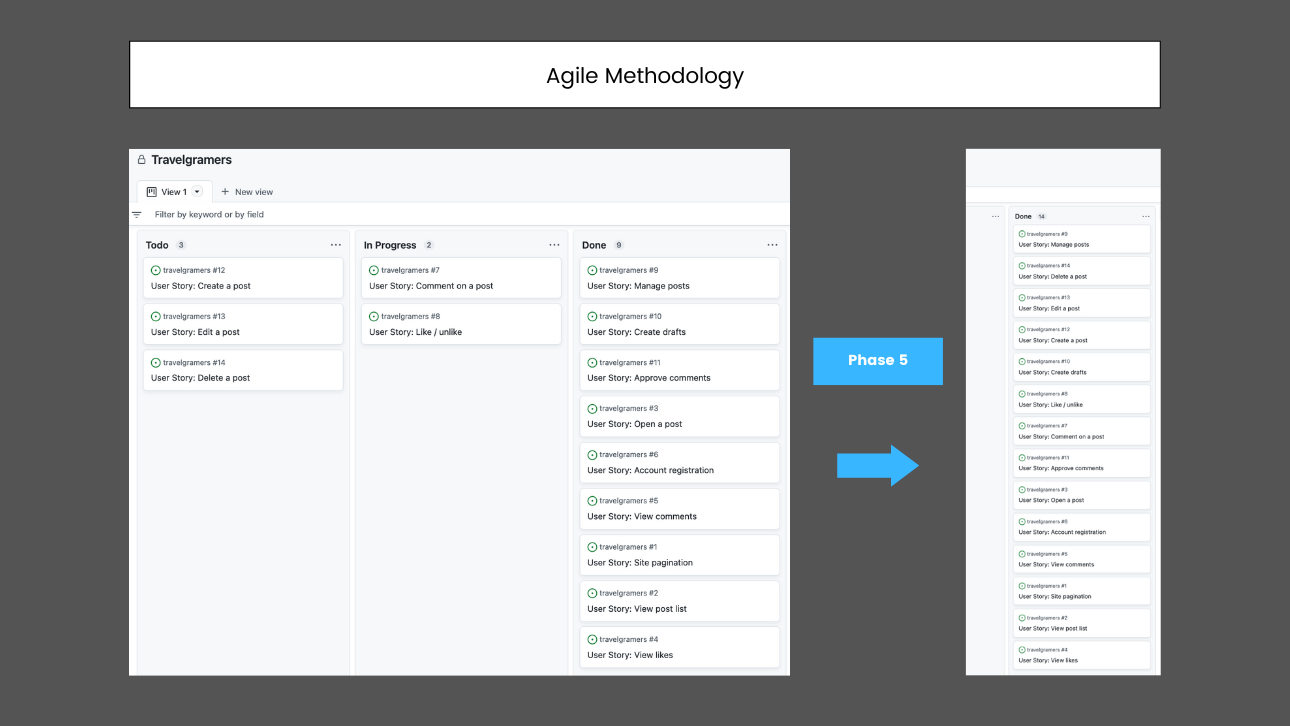 Agile Methodology
Travelgramers
View 1
New view
Filter by keyword or by field
Todo 3
travelgramers #12
User Story: Create a post
travelgramers #13
User Story: Edit a post
travelgramers #14
User Story: Delete a post
In Progress 2
travelgramers #7
User Story: Comment on a post
travelgramers #8
User Story: Like / unlike
Done 9
travelgramers #9
User Story: Manage posts
travelgramers #10
User Story: Create drafts
travelgramers #11
User Story: Approve comments
travelgramers #3
User Story: Open a post
travelgramers #6
User Story: Account registration
travelgramers #5
User Story: View comments
travelgramers #1
User Story: Site pagination
travelgramers #2
User Story: View post list
travelgramers #4
User Story: View likes
Phase 5
Done 14
travelgramers #9
User Story: Manage posts
travelgramers #14
User Story: Delete a post
travelgramers #13
User Story: Edit a post
travelgramers #12
User Story: Create a post
travelgramers #10
User Story: Create drafts
travelgramers #8
User Story: Like / unlike
travelgramers #7
User Story: Comment on a post
travelgramers #11
User Story: Approve comments
travelgramers #3
User Story: Open a post
travelgramers #6
User Story: Account registration
travelgramers #5
User Story: View comments
travelgramers #1
User Story: Site pagination
travelgramers #2
User Story: View post list
travelgramers #4
User Story: View likes